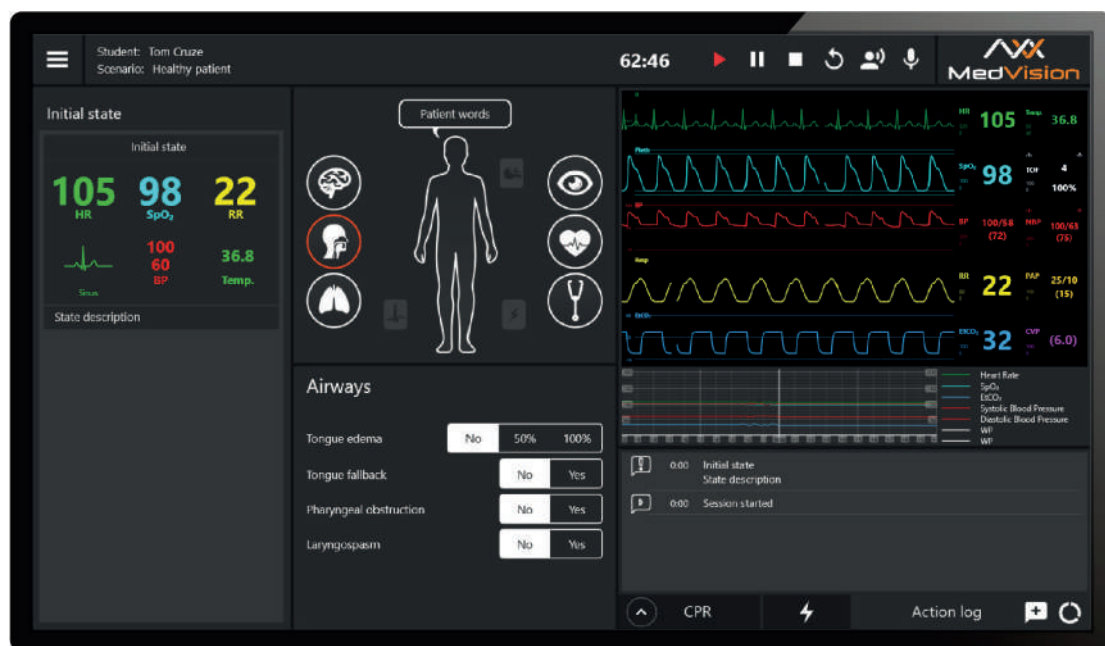 Student: Tom Cruze
Scenario: Healthy patient
62:46
MedVision
Initial state
Initial state
105
HR
98
SpO₂
22
RR
Sinus
100
60
BP
36.8
Temp.
State description
Patient words
Airways
Tongue edema No 50% 100%
Tongue fallback No Yes
Pharyngeal obstruction No Yes
Laryngospasm No Yes
HR 105 Temp. 36.8
Pleth
SpO₂ 98 TOF 4
100%
BP
BP 100/58 (72) NBP 100/63 (75)
Resp
RR 22 PAP 25/10 (15)
EtCO₂
EtCO₂ 32 CVP (6.0)
Heart Rate
SpO₂
EtCO₂
Systolic Blood Pressure
Diastolic Blood Pressure
WP
WP
0:00 Initial state
State description
0:00 Session started
CPR
Action log